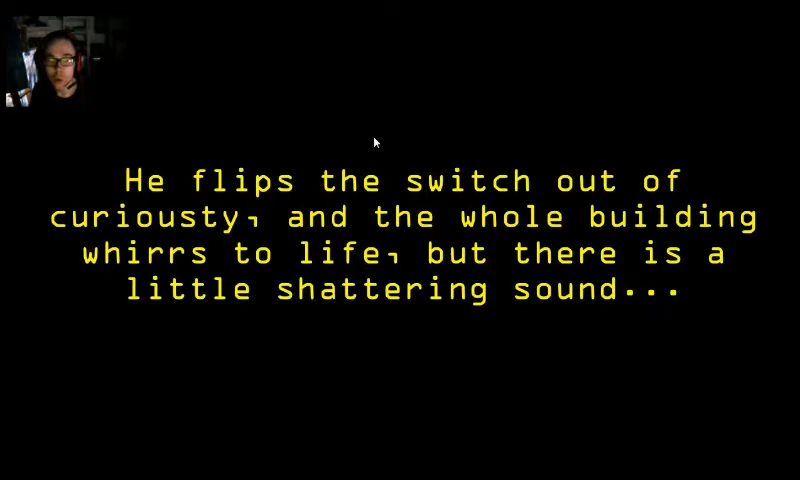 He flips the switch out of
curiousty, and the whole building
whirrs to life, but there is a
little shattering sound...